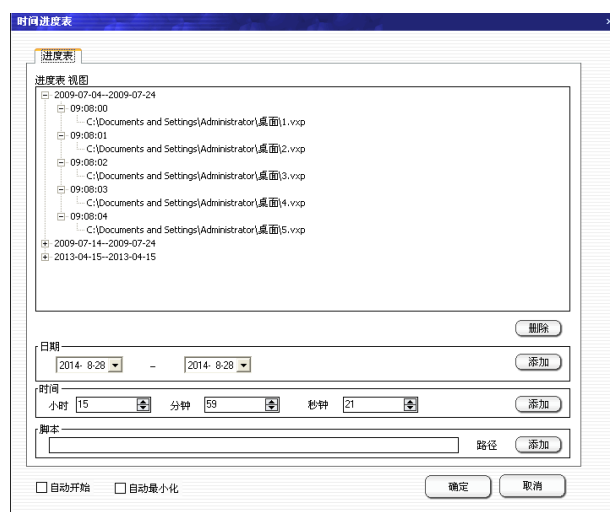 时间进度表
进度表
进度表 视图
2009-07-04--2009-07-24
09:08:00
C:\Documents and Settings\Administrator\桌面\1.vxp
09:08:01
C:\Documents and Settings\Administrator\桌面\2.vxp
09:08:02
C:\Documents and Settings\Administrator\桌面\3.vxp
09:08:03
C:\Documents and Settings\Administrator\桌面\4.vxp
09:08:04
C:\Documents and Settings\Administrator\桌面\5.vxp
2009-07-14--2009-07-24
2013-04-15--2013-04-15
删除
日期
2014- 8-28 - 2014- 8-28 添加
时间
小时 15 分钟 59 秒钟 21 添加
脚本
路径 添加
自动开始 自动最小化 确定 取消